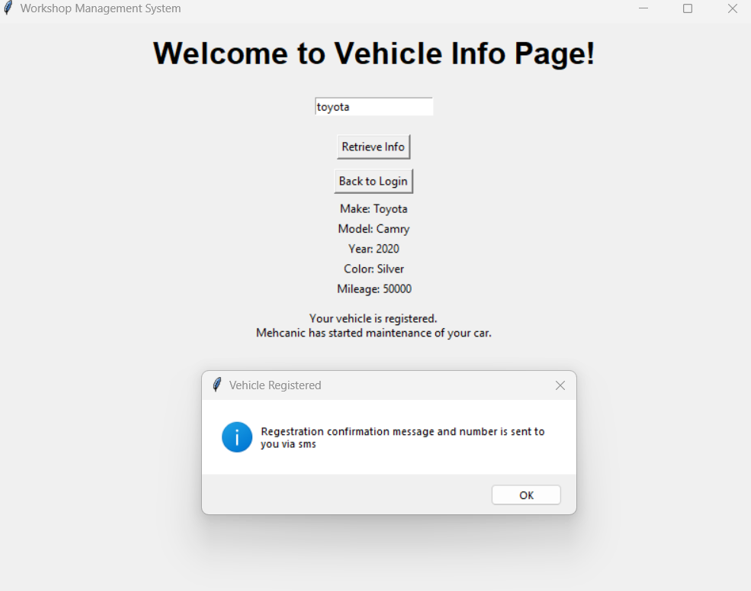 Workshop Management System
Welcome to Vehicle Info Page!
toyota
Retrieve Info
Back to Login
Make: Toyota
Model: Camry
Year: 2020
Color: Silver
Mileage: 50000
Your vehicle is registered.
Mehcanic has started maintenance of your car.
Vehicle Registered
Regestration confirmation message and number is sent to
you via sms
OK